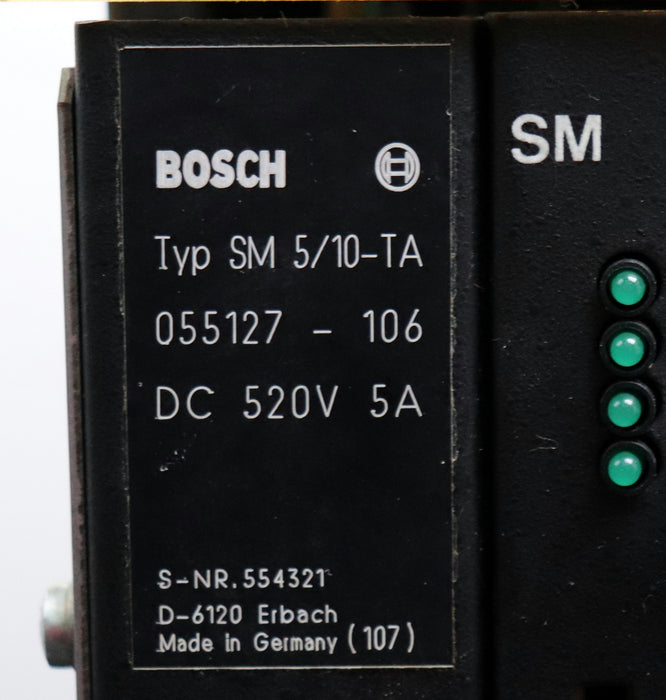 BOSCH
SM
Typ SM 5/10-TA
055127 - 106
DC 520V 5A
S-NR.554321
D-6120 Erbach
Made in Germany (107)